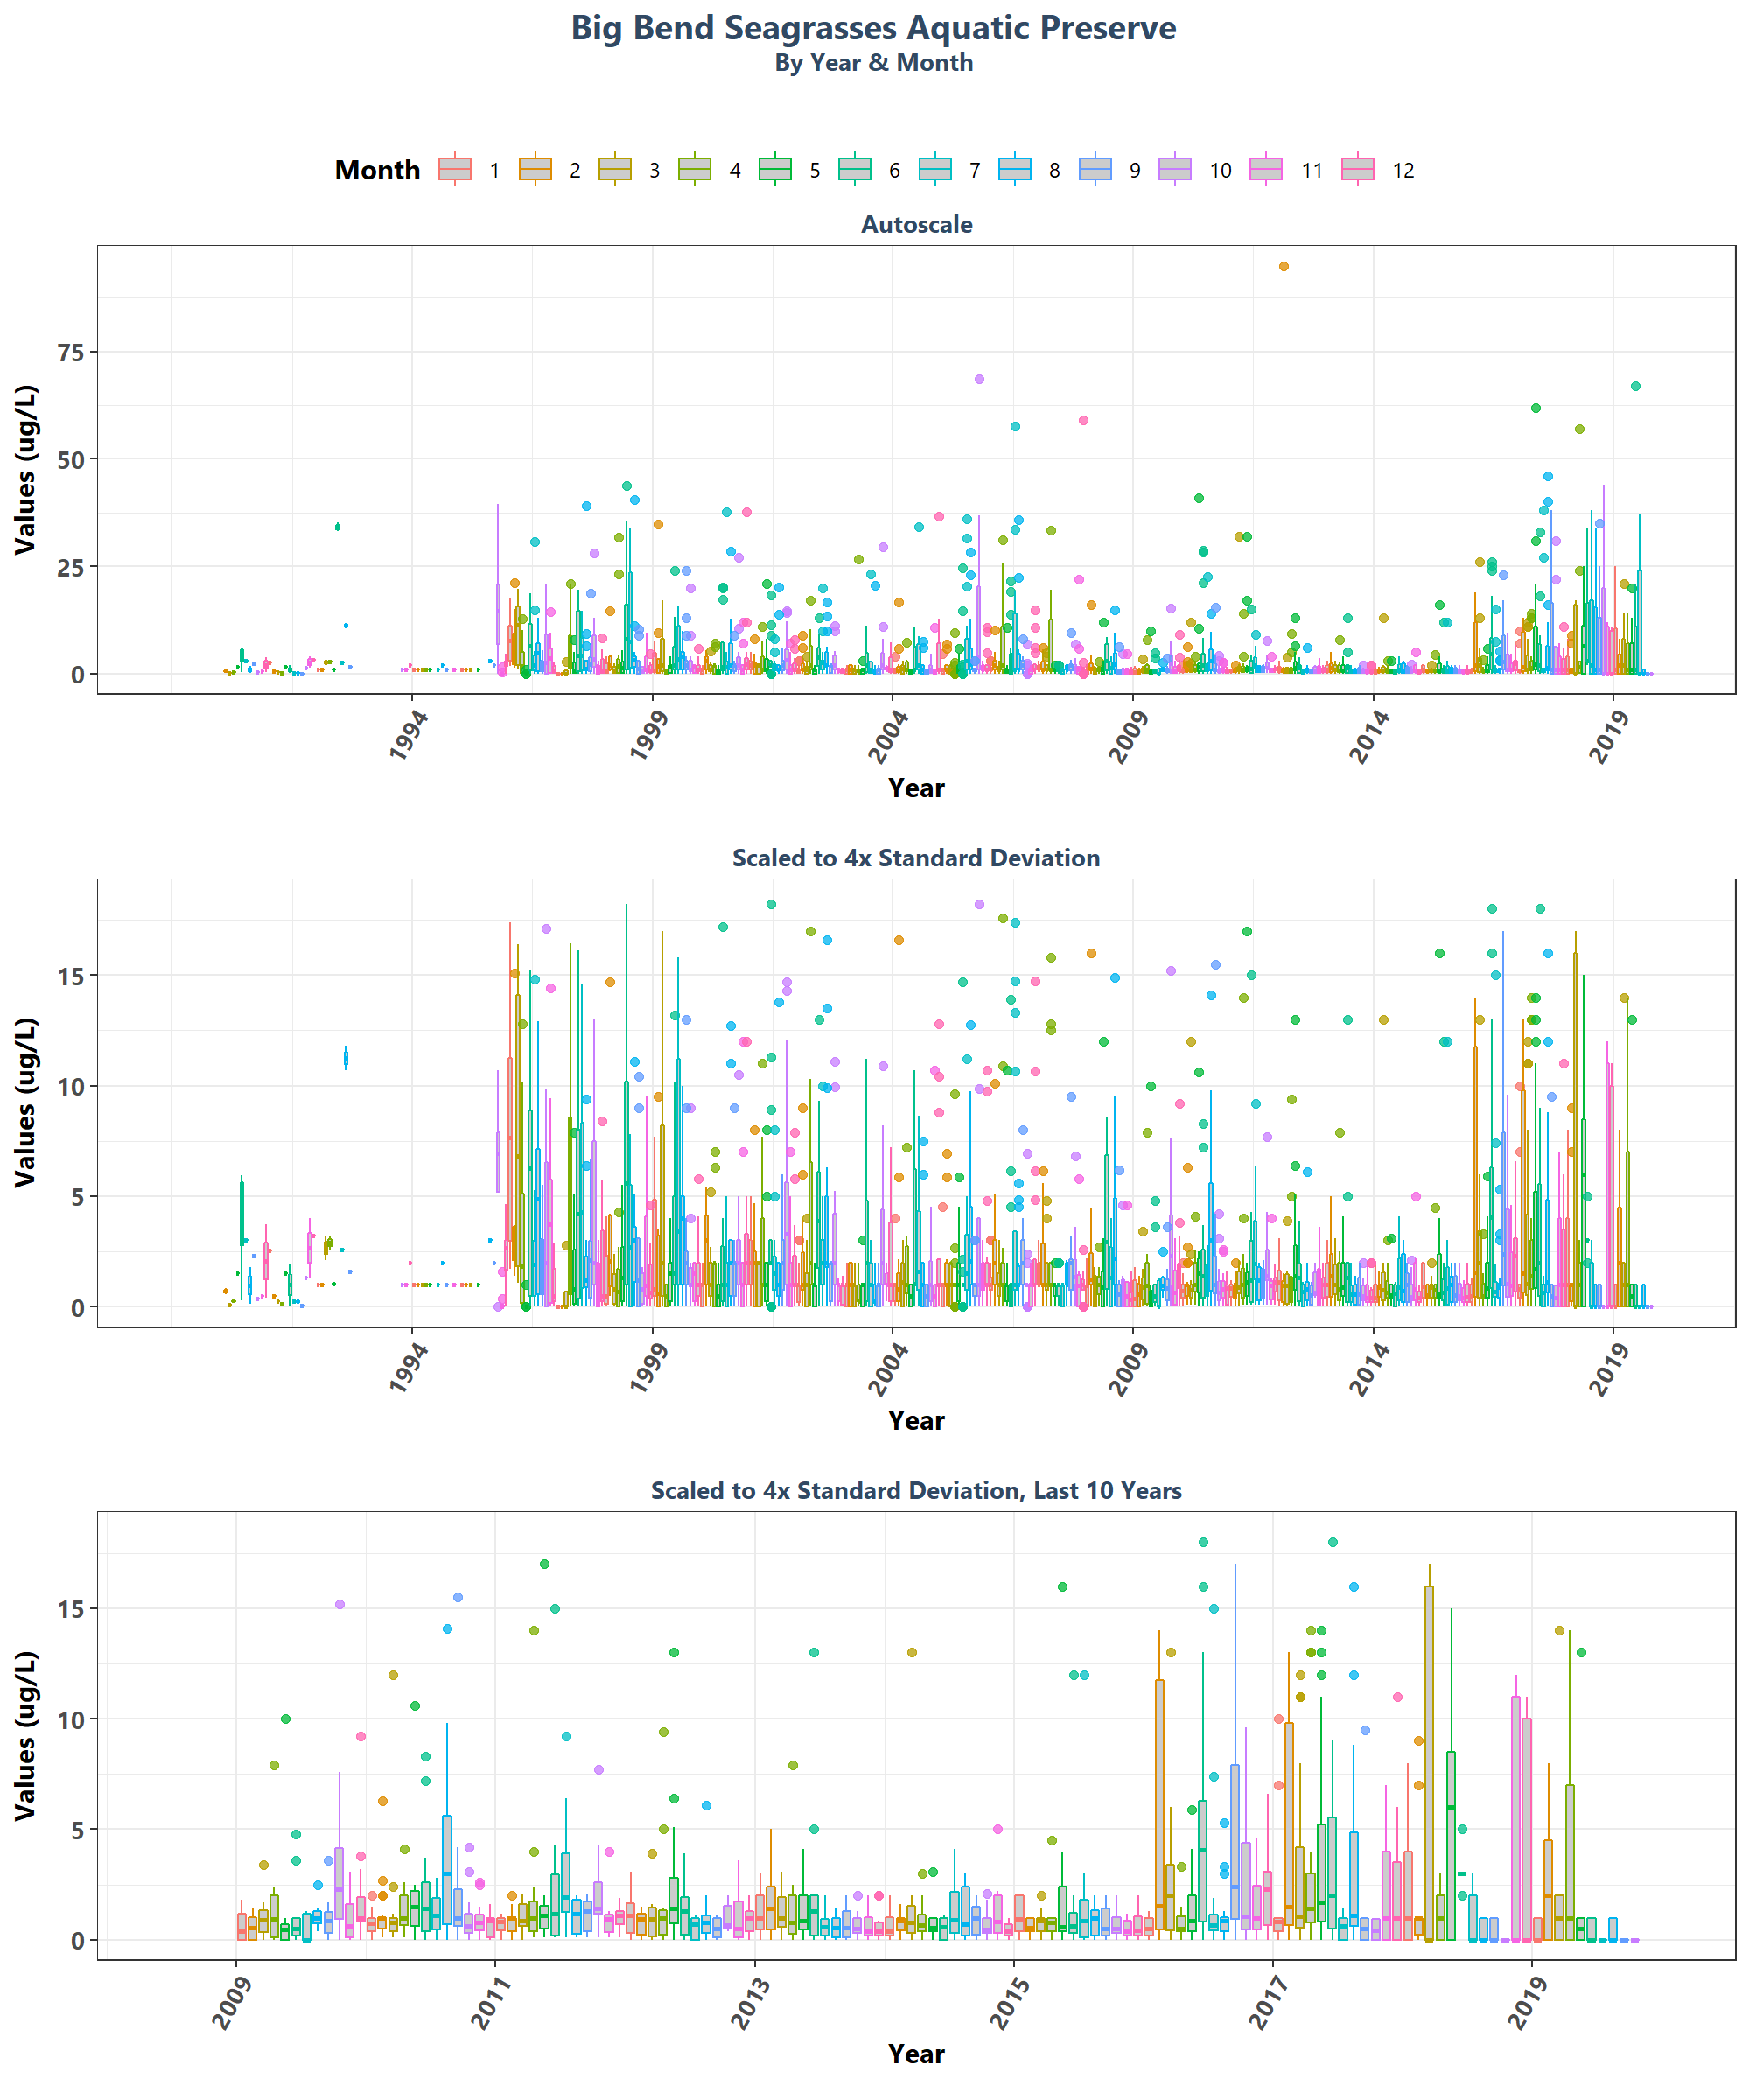 Big Bend Seagrasses Aquatic Preserve
By Year & Month
Month 1 2 3 4 5 6 7 8 9 10 11 12
Autoscale
Values (ug/L)
75
50
25
0
1994 1999 2004 2009 2014 2019
Year
Scaled to 4x Standard Deviation
Values (ug/L)
15
10
5
0
1994 1999 2004 2009 2014 2019
Year
Scaled to 4x Standard Deviation, Last 10 Years
Values (ug/L)
15
10
5
0
2009 2011 2013 2015 2017 2019
Year